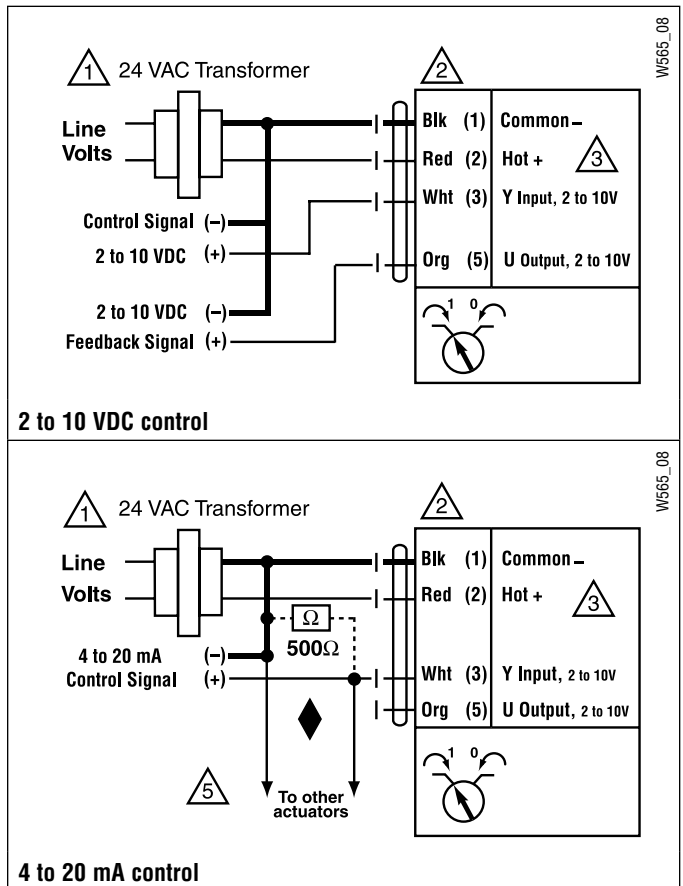 W565_08
1 24 VAC Transformer
2
Line
Volts
Blk (1) Common –
Red (2) Hot +
3
Wht (3) Y Input, 2 to 10V
Control Signal (–)
2 to 10 VDC (+)
Org (5) U Output, 2 to 10V
2 to 10 VDC (–)
Feedback Signal (+)
1 0
2 to 10 VDC control
W565_08
1 24 VAC Transformer
2
Line
Volts
Blk (1) Common –
Red (2) Hot +
3
Ω
500Ω
4 to 20 mA (–)
Control Signal (+)
Wht (3) Y Input, 2 to 10V
Org (5) U Output, 2 to 10V
5
To other
actuators
1 0
4 to 20 mA control